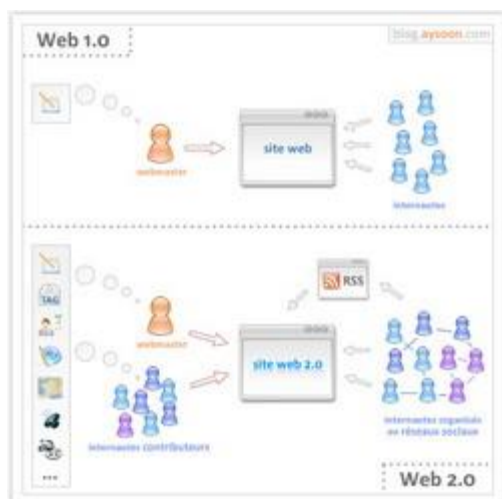 Web 1.0
blog.aysoon.com
site web
webmaster
internautes
TAG
RSS
webmaster
site web 2.0
internautes contributeurs
internautes organisés
en réseaux sociaux
...
Web 2.0